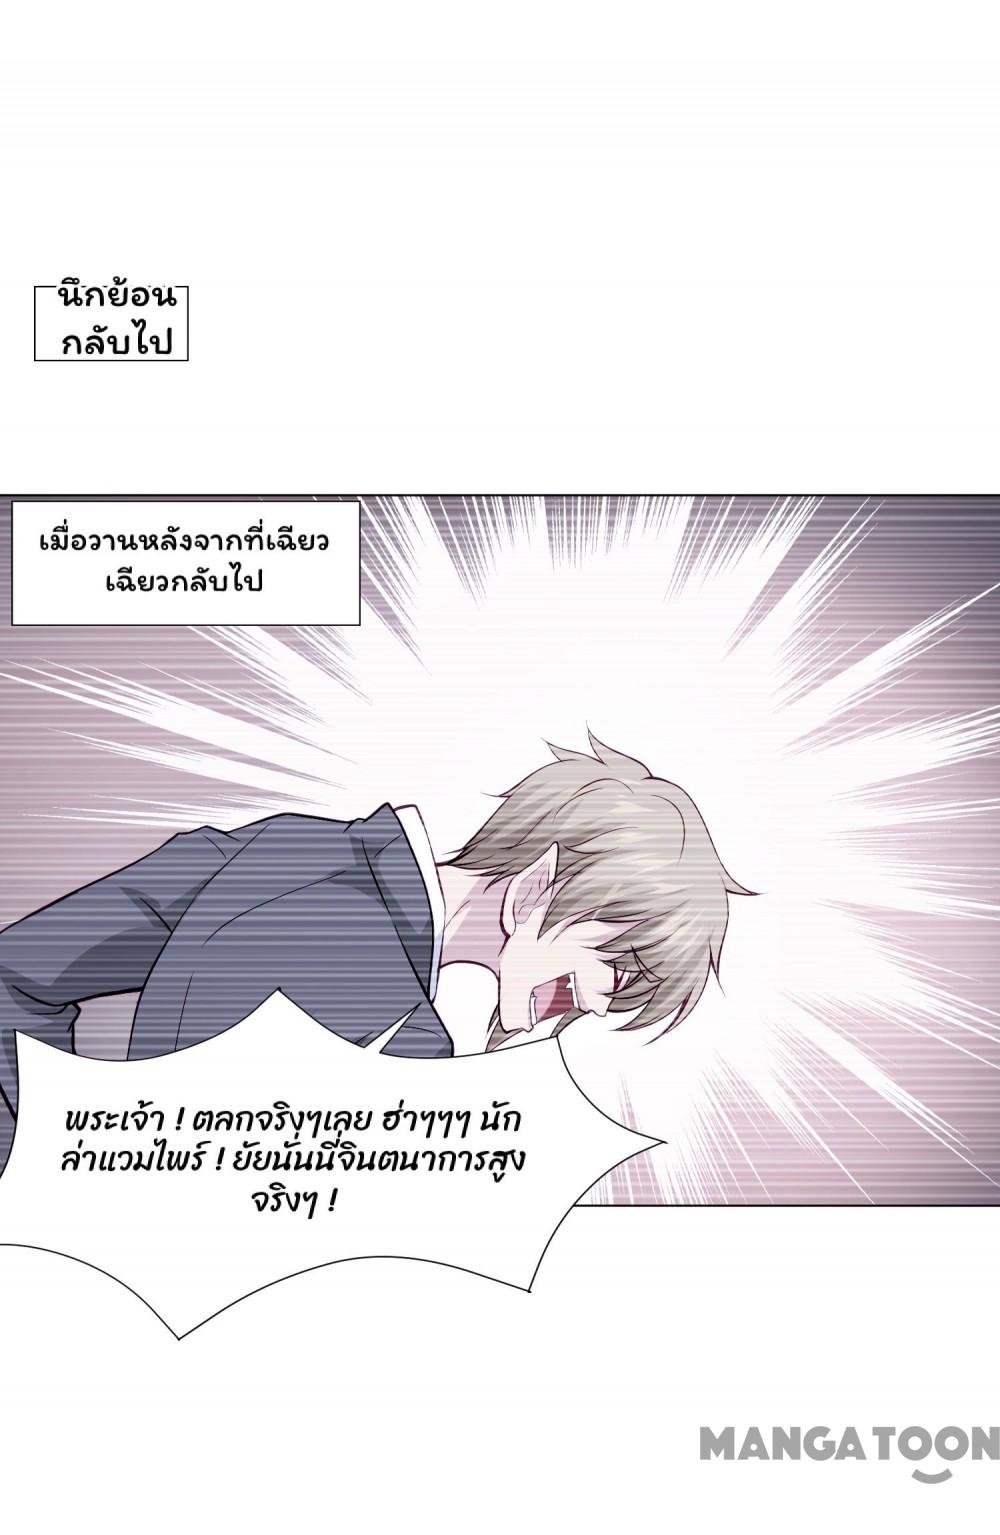 นึกย้อน
กลับไป
เมื่อวานหลังจากที่เฉียว
เฉียวกลับไป
พระเจ้า ! ตลกจริงๆเลย ฮ่าๆๆๆ นัก
ล่าแวมไพร์ ! ยัยนั่นนี่จินตนาการสูง
จริงๆ !
MANGATOON